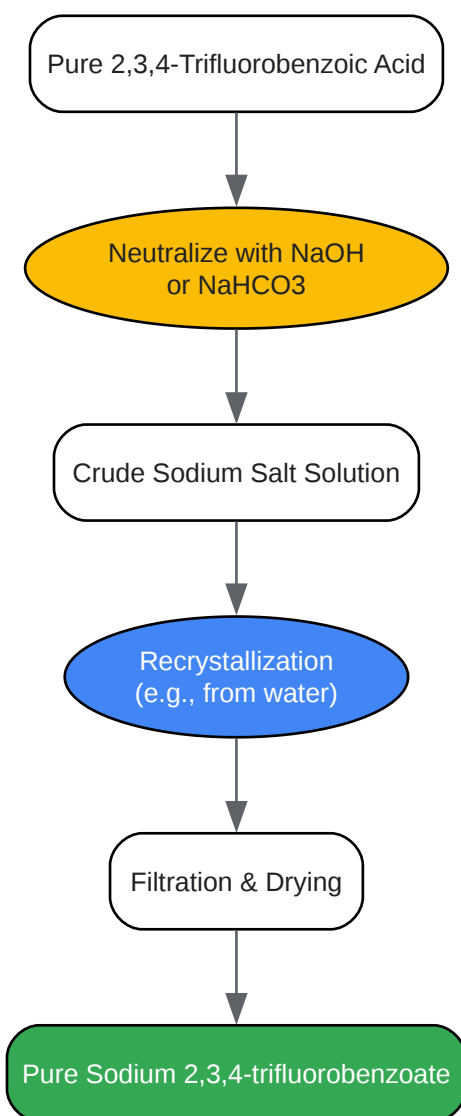 Pure 2,3,4-Trifluorobenzoic Acid
Neutralize with NaOH
or NaHCO3
Crude Sodium Salt Solution
Recrystallization
(e.g., from water)
Filtration & Drying
Pure Sodium 2,3,4-trifluorobenzoate